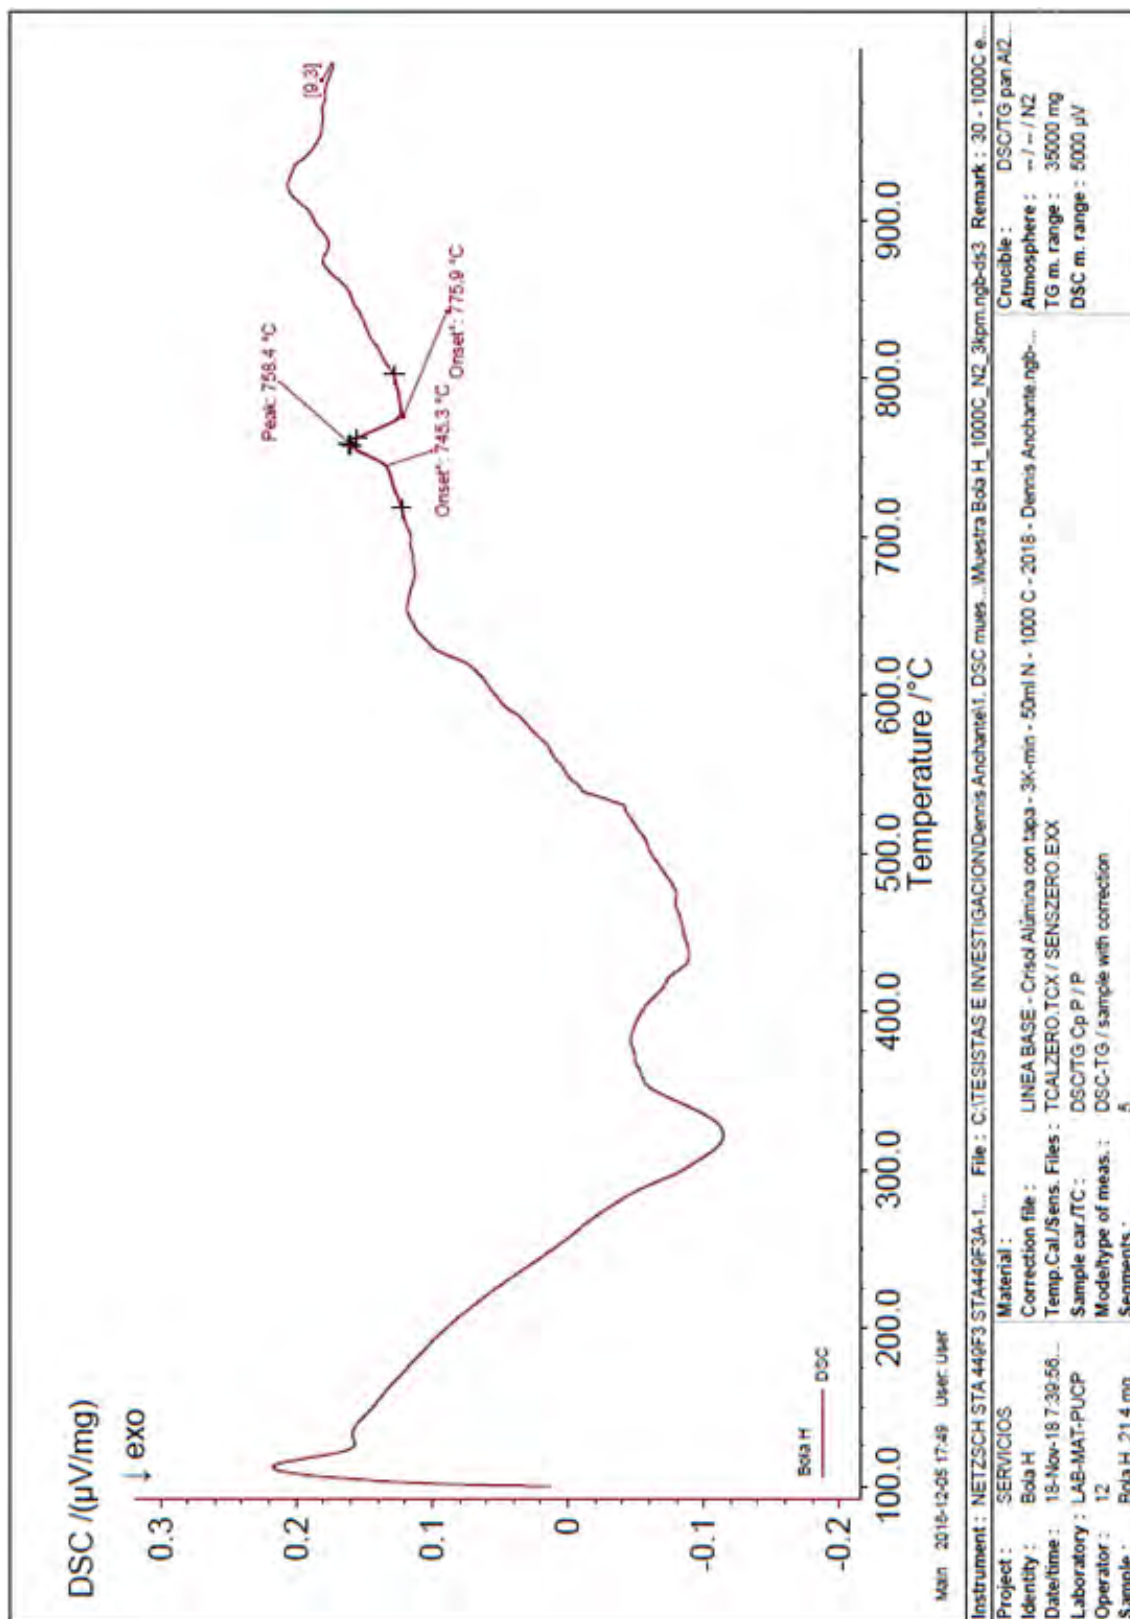 DSC /(µV/mg)
↓ exo
0.3
0.2
0.1
0
-0.1
-0.2
[9.3]
Peak: 758.4 °C
Onset*: 745.3 °C
Onset*: 775.9 °C
Bola H
DSC
100.0 200.0 300.0 400.0 500.0 600.0 700.0 800.0 900.0
Temperature /°C
Main 2018-12-05 17:49 User: User
Instrument : NETZSCH STA 449F3 STA449F3A-1... File : C:\TESISTAS E INVESTIGACION\Dennis Anchante\1. DSC mues...\Muestra Bola H_1000C_N2_3kpm.ngb-ds3 Remark : 30 - 1000C e...
Project : SERVICIOS Material : Crucible : DSC/TG pan Al2...
Identity : Bola H Correction file : LINEA BASE - Crisol Alúmina con tapa - 3K-min - 50ml N - 1000 C - 2018 - Dennis Anchante.ngb-... Atmosphere : -- / -- / N2
Date/time : 18-Nov-18 7:39:56... Temp.Cal./Sens. Files : TCALZERO.TCX / SENSZERO.EXX TG m. range : 35000 mg
Laboratory : LAB-MAT-PUCP Sample car./TC : DSC/TG Cp P / P DSC m. range : 5000 µV
Operator : 12 Mode/type of meas. : DSC-TG / sample with correction
Sample : Bola H, 21.4 mg Segments : 5